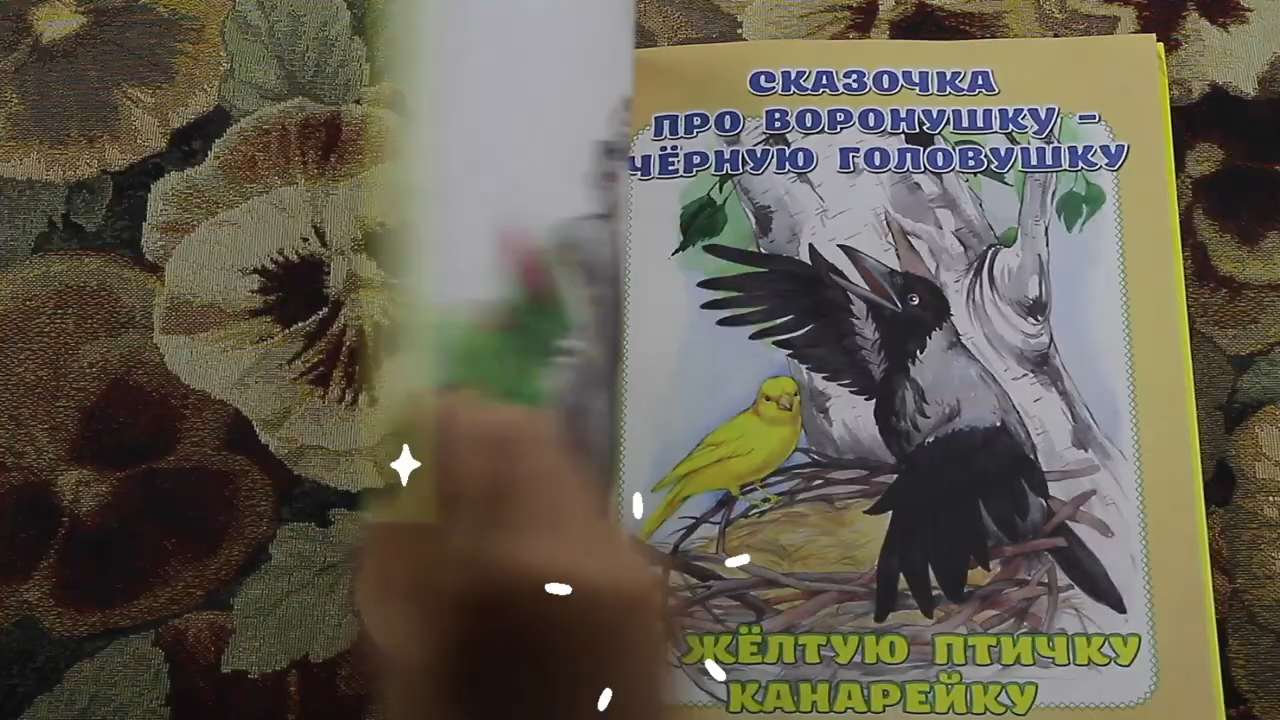 СКАЗОЧКА
ПРО ВОРОНУШКУ -
ЧЁРНУЮ ГОЛОВУШКУ
ЖЁЛТУЮ ПТИЧКУ
КАНАРЕЙКУ